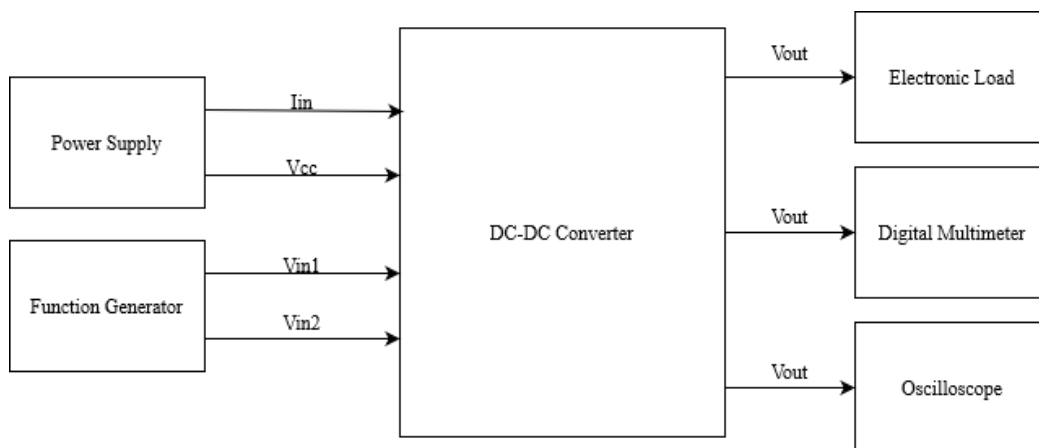 Power Supply
Iin
Vcc
Function Generator
Vin1
Vin2
DC-DC Converter
Vout
Electronic Load
Vout
Digital Multimeter
Vout
Oscilloscope